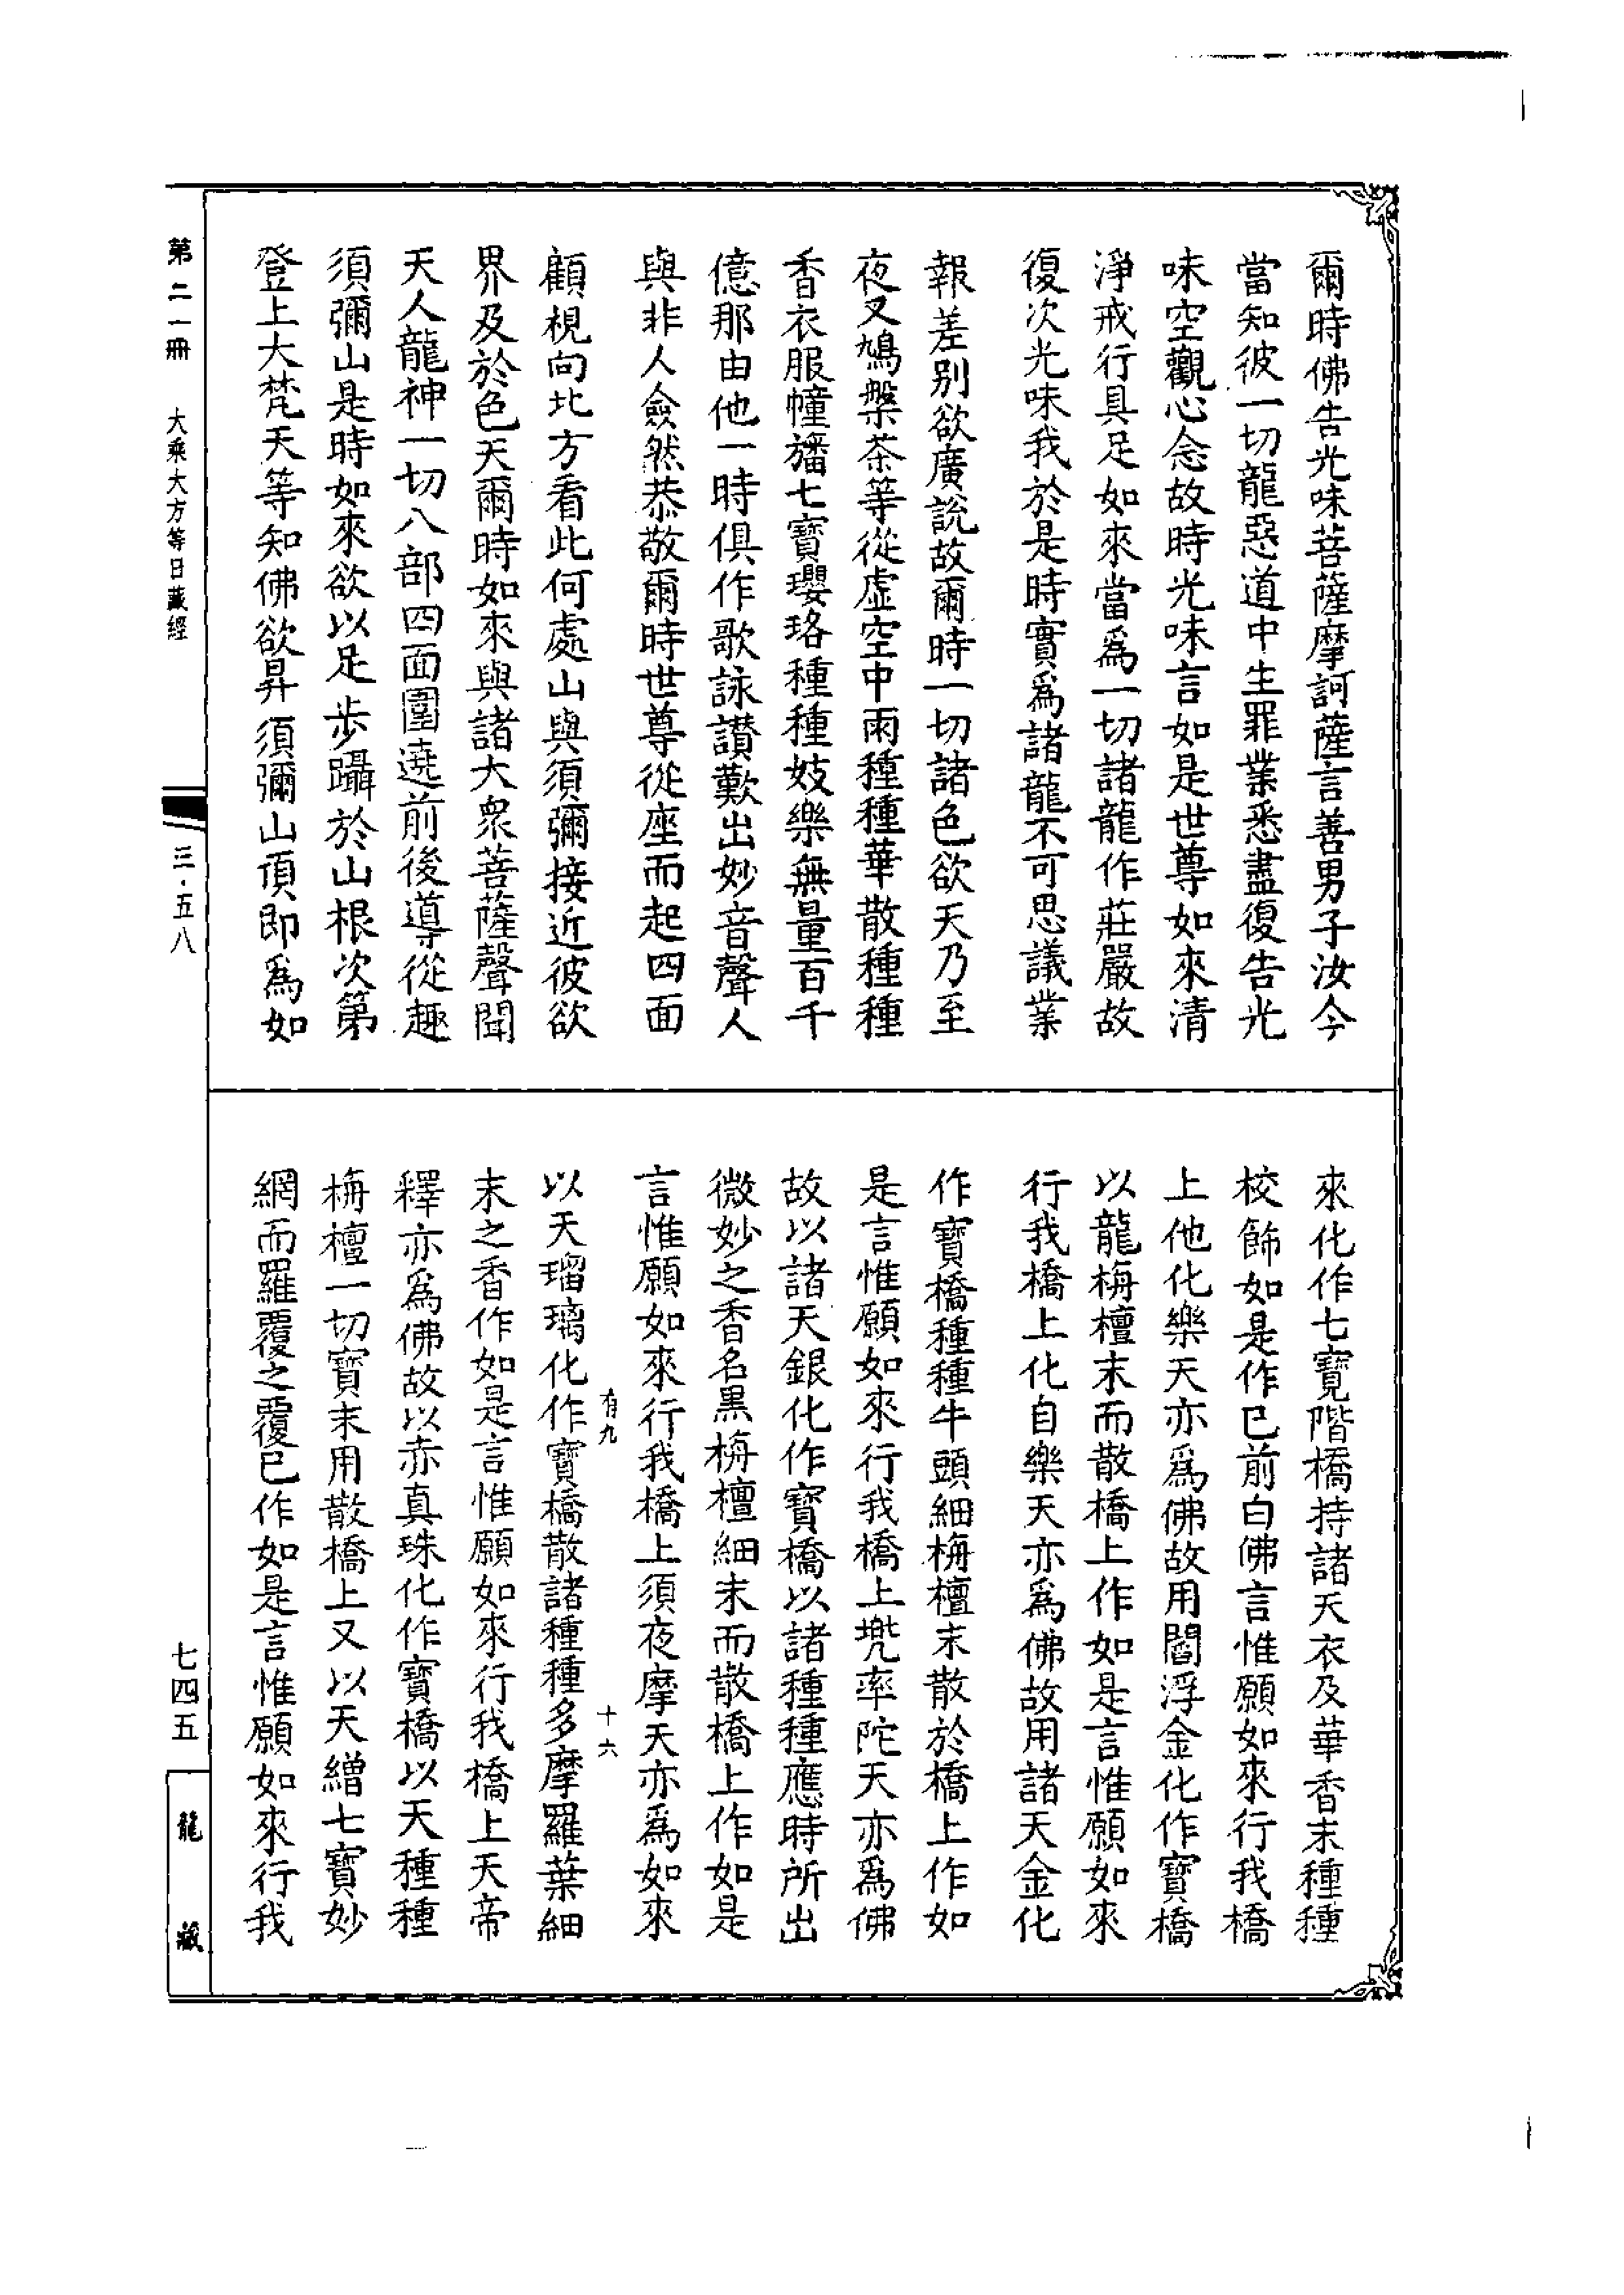 爾時佛告光味菩薩摩訶薩言善男子汝今
當知彼一切龍惡道中生罪業悉盡復告光
味空觀心念故時光味言如是世尊如來清
淨戒行具足如來當爲一切諸龍作莊嚴故
復次光味我於是時實爲諸龍不可思議業
報差别欲廣說故爾時一切諸色欲天乃至
夜叉鳩槃茶等從虛空中雨種種華散種種
香衣服幢旛七寶瓔珞種種妓樂無量百千
億那由他一時俱作歌詠讃歎出妙音聲人
與非人僉然恭敬爾時世尊從座而起四面
顧視向北方看此何處山與須彌接近彼欲
界及於色天爾時如來與諸大衆菩薩聲聞
天人龍神一切八部四面圍遶前後導從趣
須彌山是時如來欲以足步躡於山根次第
登上大梵天等知佛欲昇須彌山頂即爲如
來化作七寶階橋持諸天衣及華香末種種
校飾如是作已前白佛言惟願如來行我橋
上他化樂天亦爲佛故用閻浮金化作寶橋
以龍栴檀末而散橋上作如是言惟願如來
行我橋上化自樂天亦爲佛故用諸天金化
作寶橋種種牛頭細栴檀末散於橋上作如
是言惟願如來行我橋上兠率陀天亦爲佛
故以諸天銀化作寶橋以諸種種應時所出
微妙之香名黑栴檀細末而散橋上作如是
言惟願如來行我橋上須夜摩天亦爲如來
有九
十六
以天瑠璃化作寶橋散諸種種多摩羅葉細
末之香作如是言惟願如來行我橋上天帝
釋亦爲佛故以赤真珠化作寶橋以天種種
栴檀一切寶末用散橋上又以天繒七寶妙
網而羅覆之覆已作如是言惟願如來行我
第二一冊
大乘大方等日藏經
三·五八
七四五
龍藏